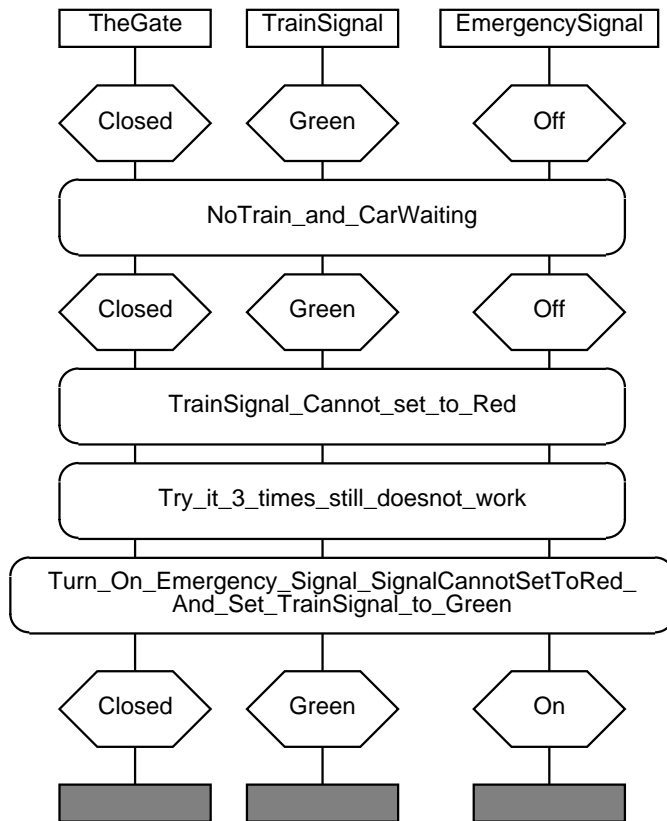 TheGate TrainSignal EmergencySignal
Closed Green Off
NoTrain_and_CarWaiting
Closed Green Off
TrainSignal_Cannot_set_to_Red
Try_it_3_times_still_doesnot_work
Turn_On_Emergency_Signal_SignalCannotSetToRed_
And_Set_TrainSignal_to_Green
Closed Green On